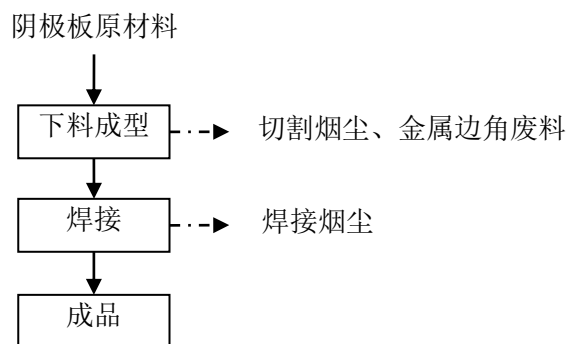 阴极板原材料
下料成型
切割烟尘、金属边角废料
焊接
焊接烟尘
成品